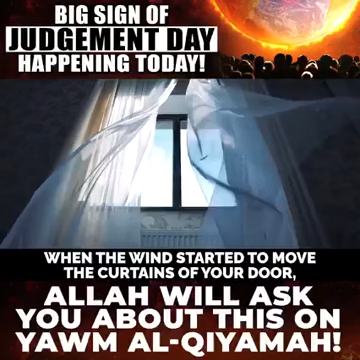 BIG SIGN OF
JUDGEMENT DAY
HAPPENING TODAY!
WHEN THE WIND STARTED TO MOVE
THE CURTAINS OF YOUR DOOR,
ALLAH WILL ASK
YOU ABOUT THIS ON
YAWM AL-QIYAMAH!